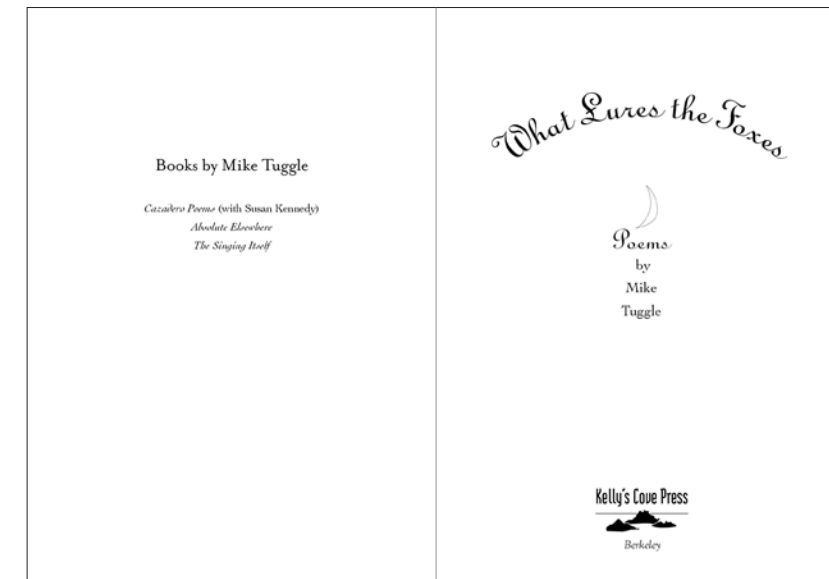 Books by Mike Tuggle
Cazadero Poems (with Susan Kennedy)
Absolute Elsewhere
The Singing Itself
What Lures the Foxes
Poems
by
Mike
Tuggle
Kelly's Cove Press
Berkeley